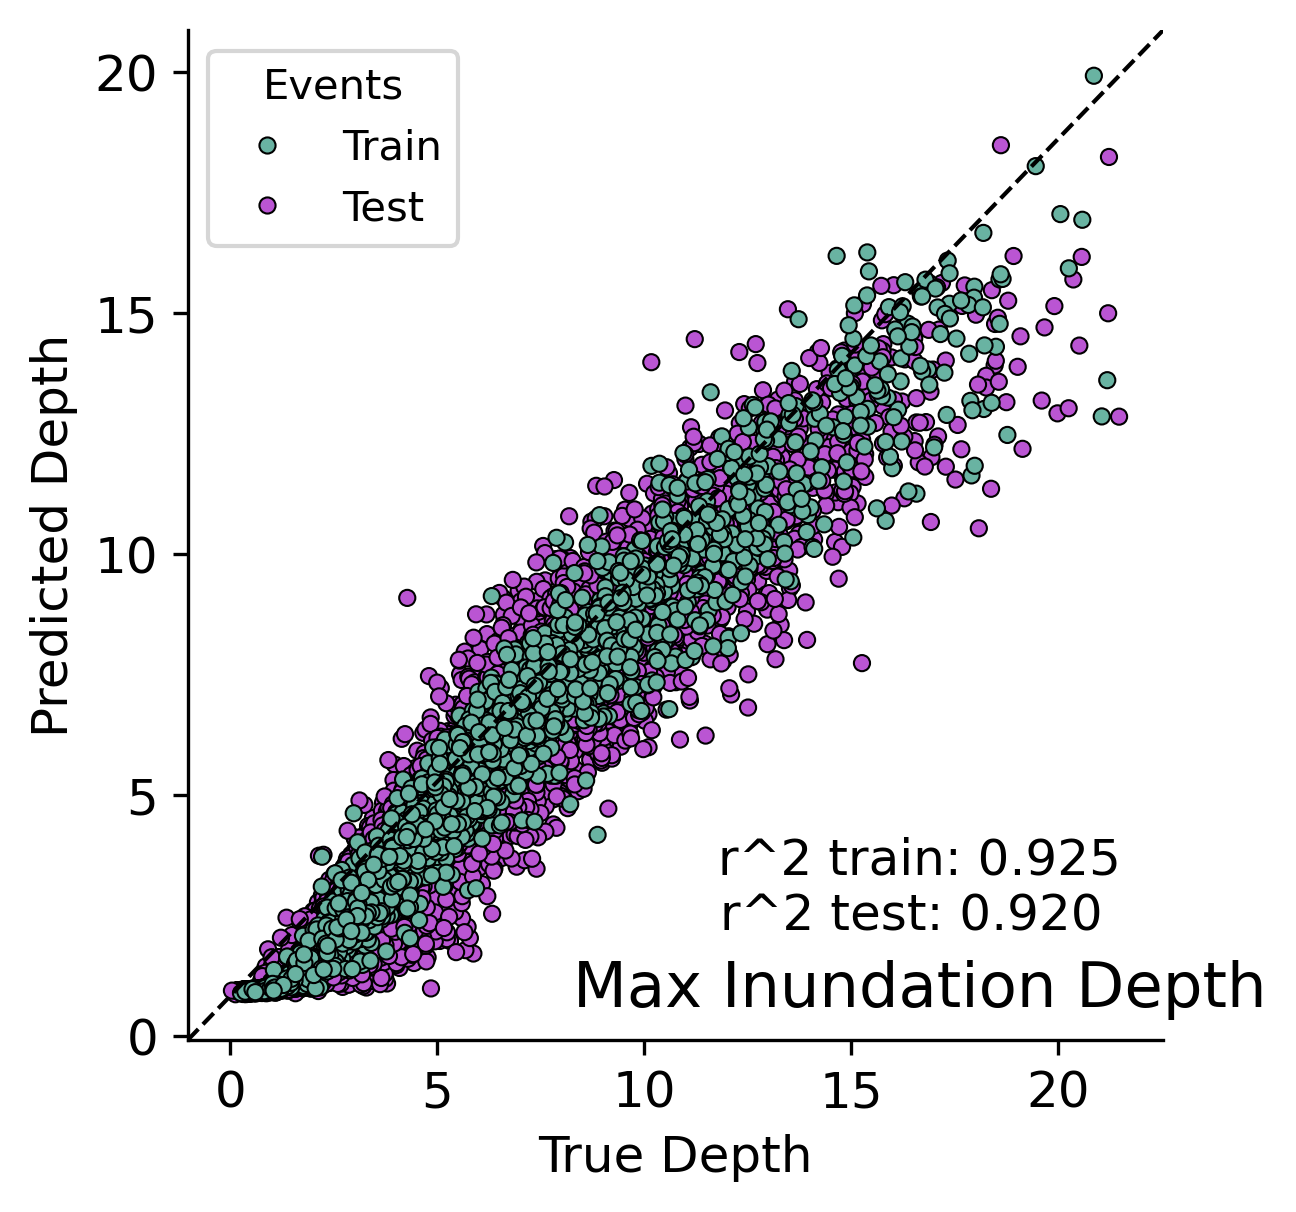 Events
Train
Test
20
15
10
5
0
Predicted Depth
r^2 train: 0.925
r^2 test: 0.920
Max Inundation Depth
0 5 10 15 20
True Depth